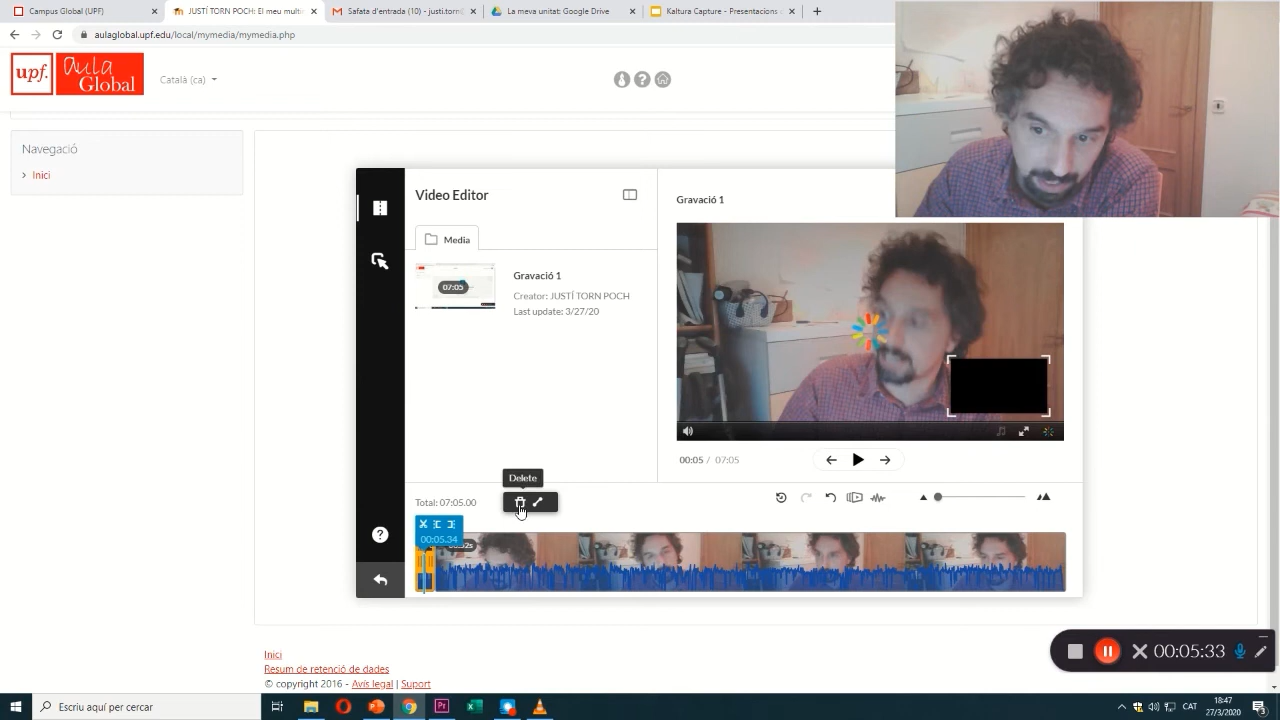 Campus Global (UPF)
JUSTÍ TORN POCH: El meu multi
Safata d'entrada (10) - justi.torn@
La meva unitat: Google Drive
Kaltura Capture - Presentacions
aulaglobal.upf.edu/local/mymedia/mymedia.php
upf.
aula
Global
Català (ca)
Navegació
Inici
Video Editor
Media
07:05
Gravació 1
Creator: JUSTÍ TORN POCH
Last update: 3/27/20
Gravació 1
00:05 / 07:05
Delete
Total: 07:05.00
00:05.34
Inici
Resum de retenció de dades
© copyright 2016 - Avís legal | Suport
00:05:33
Escriu aquí per cercar
CAT
18:47
27/3/2020